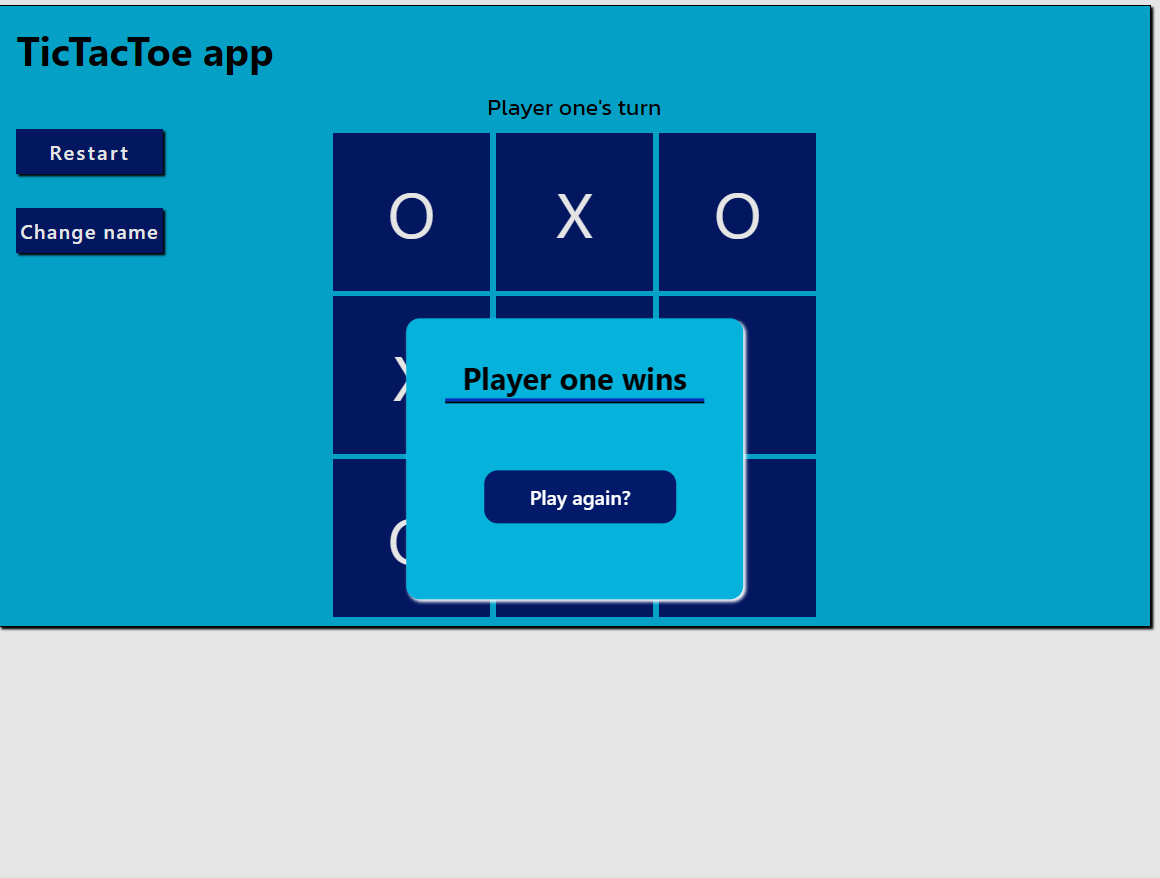 TicTacToe app
Player one's turn
Restart
Change name
O X O
X
Player one wins
Play again?